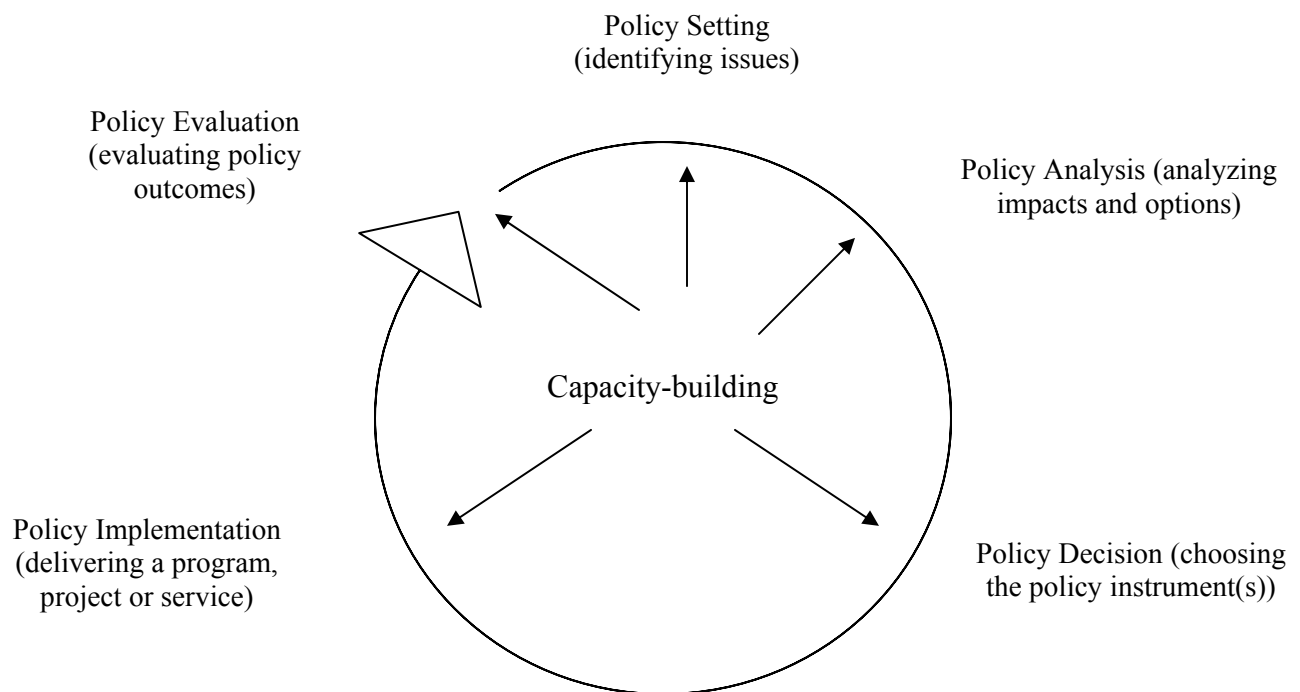 Policy Setting
(identifying issues)
Policy Evaluation
(evaluating policy
outcomes)
Policy Analysis (analyzing
impacts and options)
Capacity-building
Policy Implementation
(delivering a program,
project or service)
Policy Decision (choosing
the policy instrument(s))